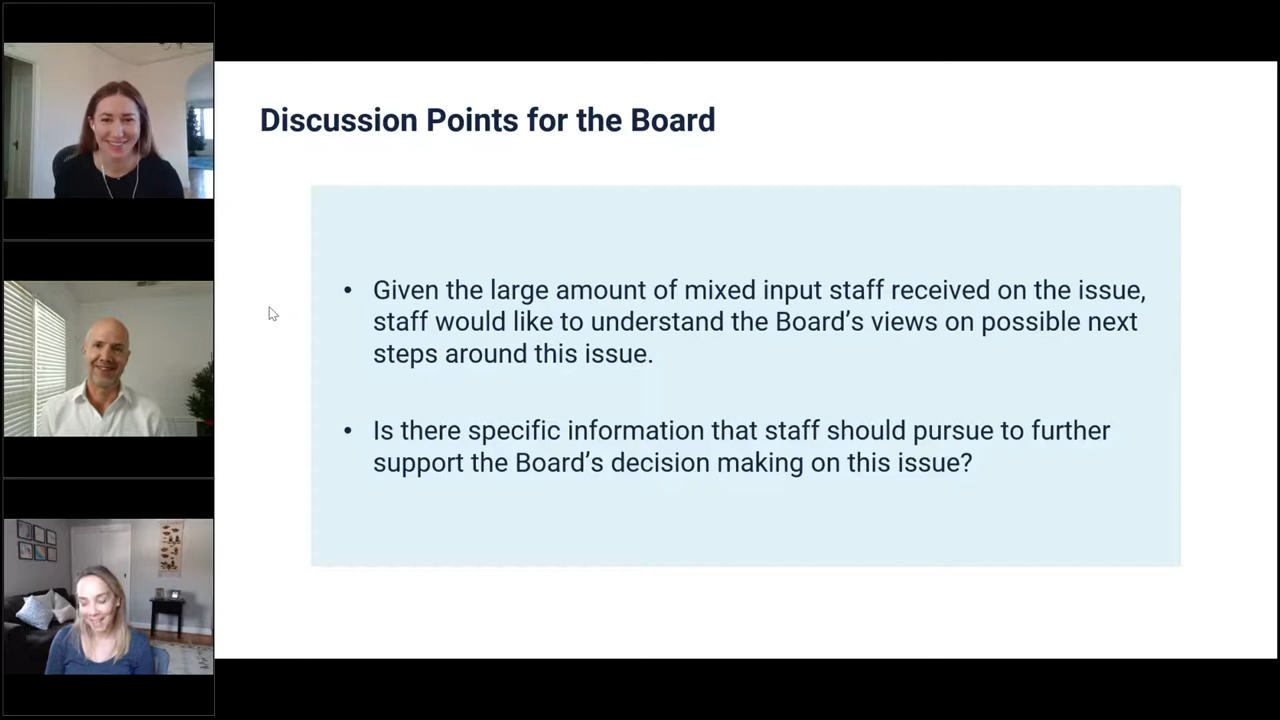 Discussion Points for the Board
• Given the large amount of mixed input staff received on the issue,
staff would like to understand the Board’s views on possible next
steps around this issue.
• Is there specific information that staff should pursue to further
support the Board’s decision making on this issue?